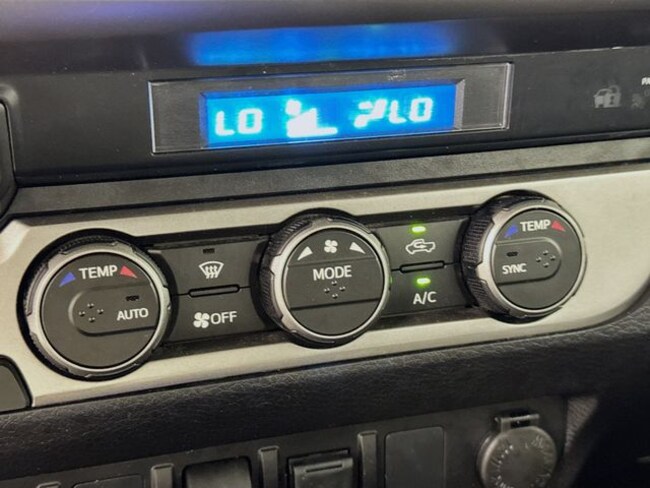 LO LO
TEMP
AUTO
OFF
MODE
A/C
TEMP
SYNC